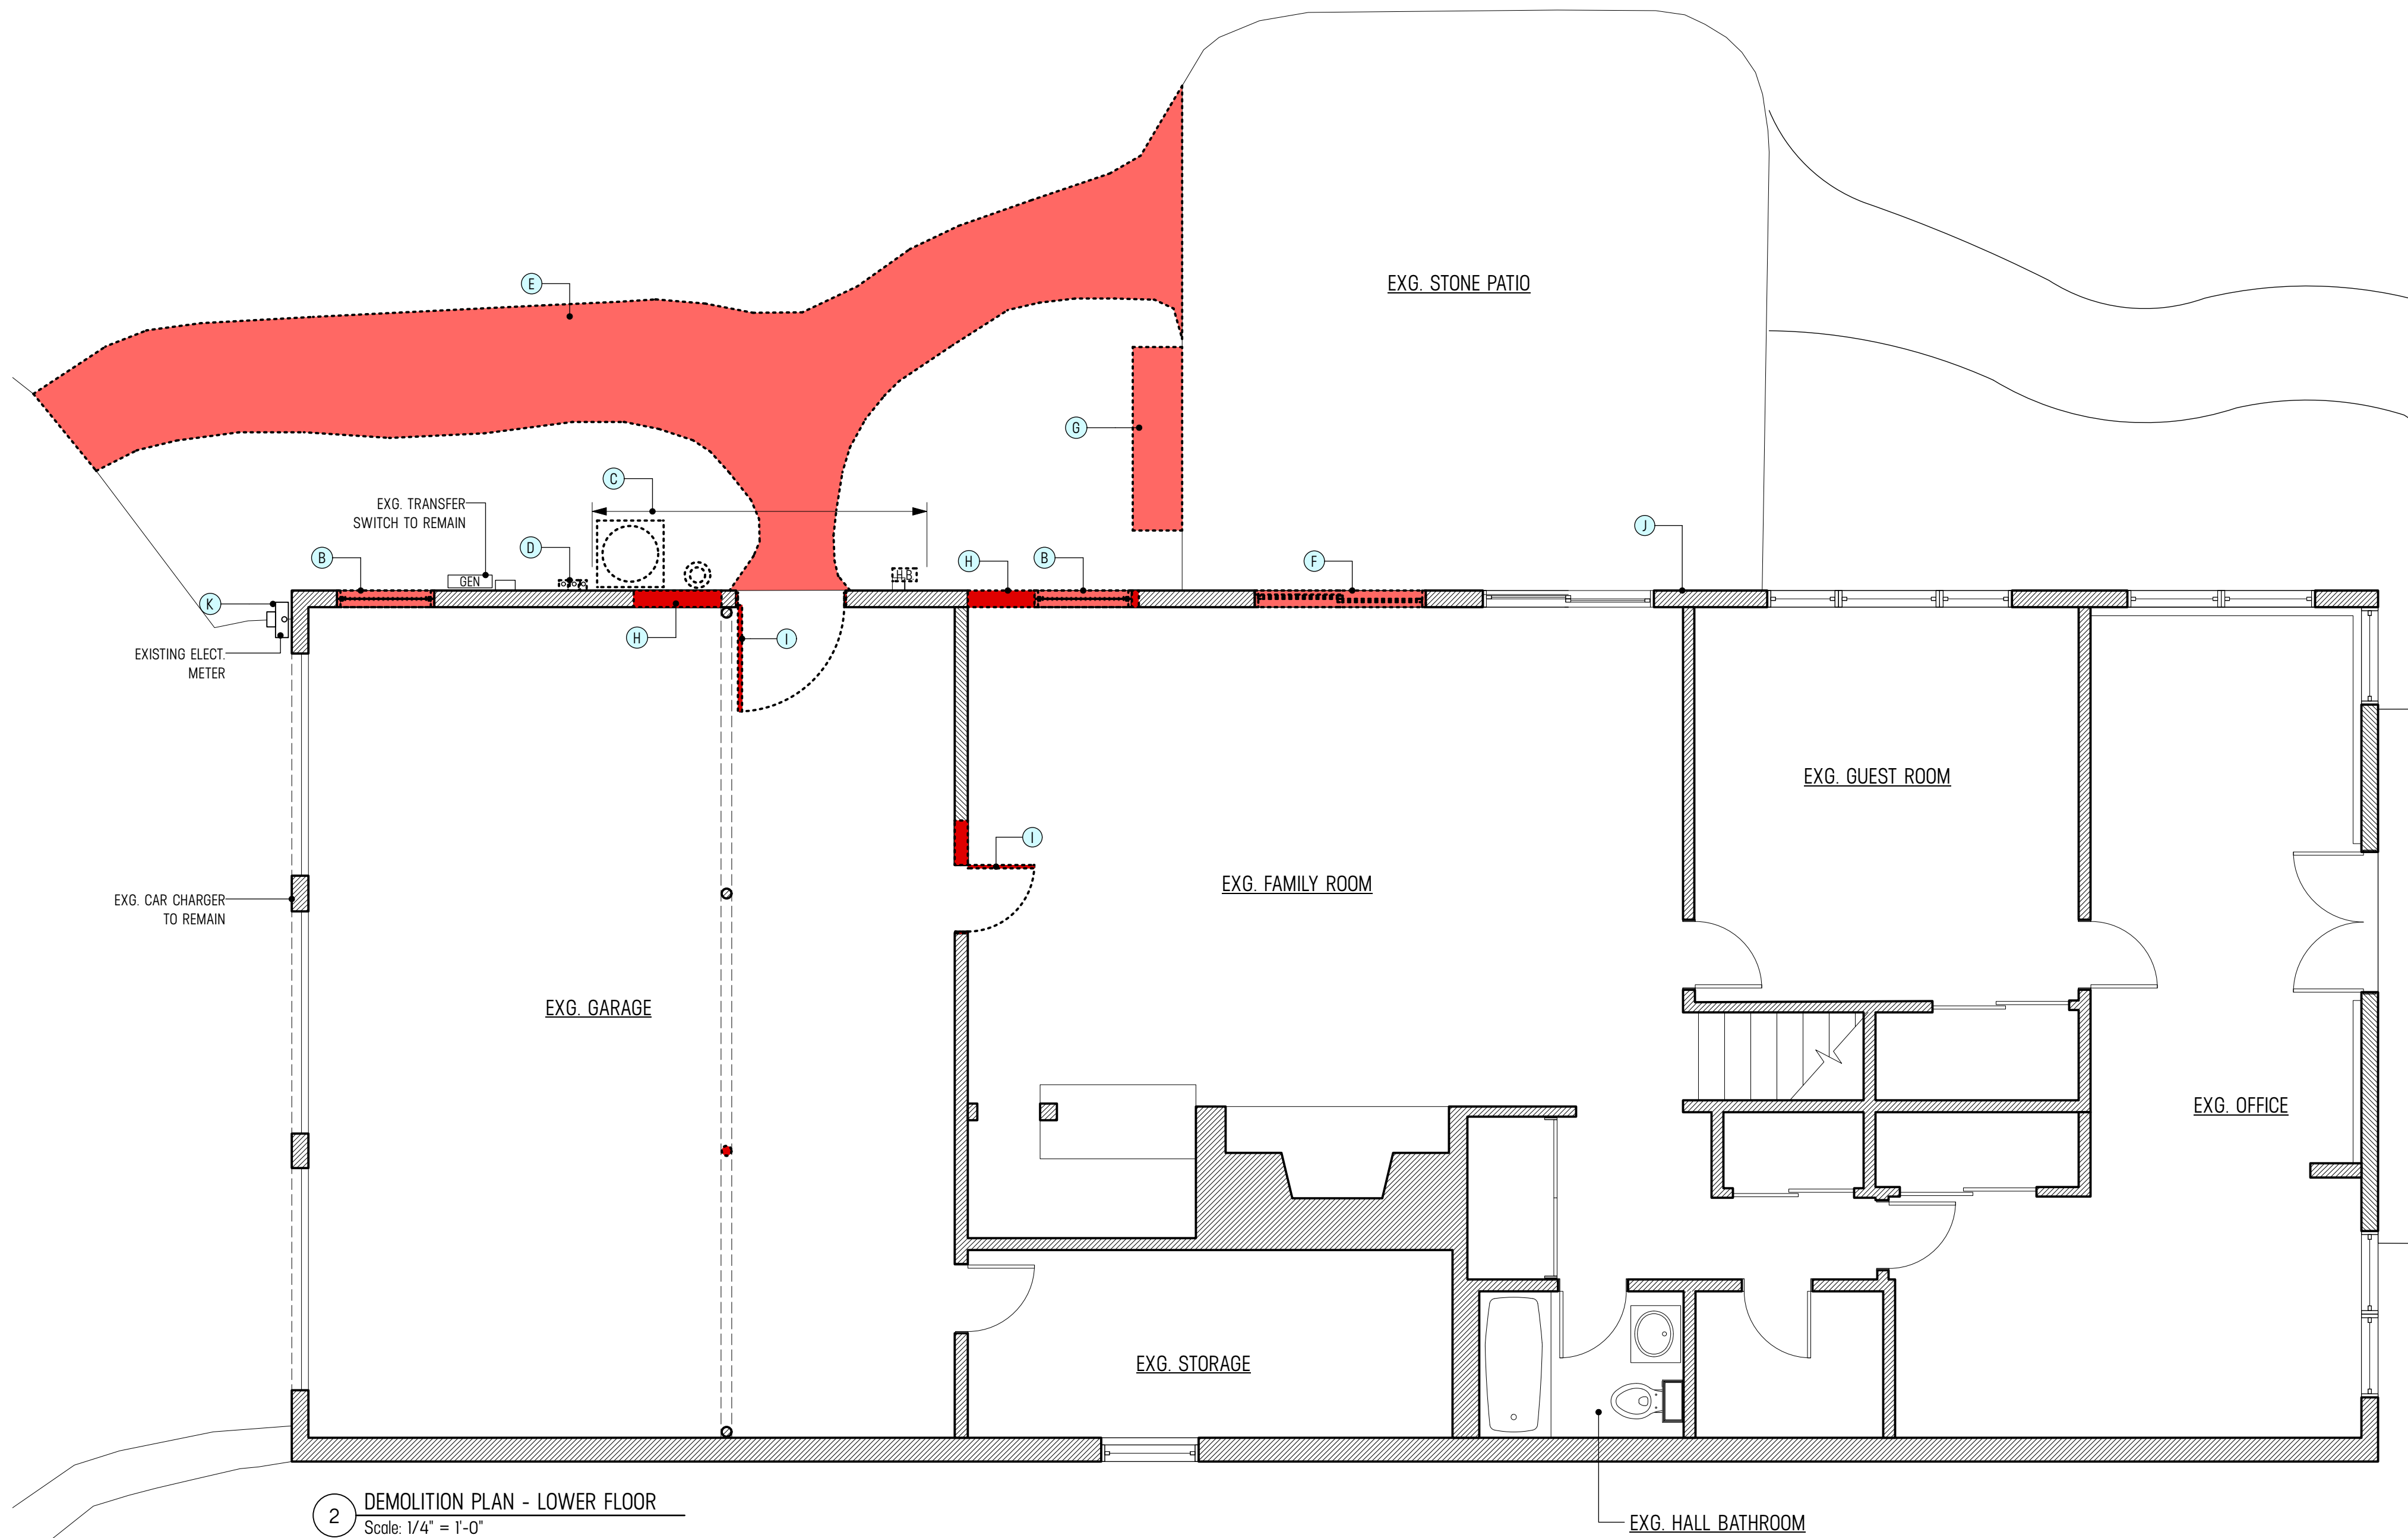 EXG. STONE PATIO
E
G
C
EXG. TRANSFER
SWITCH TO REMAIN
J
D
B
H
B
F
GEN
H.B.
K
H
I
EXISTING ELECT.
METER
EXG. GUEST ROOM
I
EXG. FAMILY ROOM
EXG. CAR CHARGER
TO REMAIN
EXG. GARAGE
EXG. OFFICE
EXG. STORAGE
2
DEMOLITION PLAN - LOWER FLOOR
Scale: 1/4" = 1'-0"
EXG. HALL BATHROOM